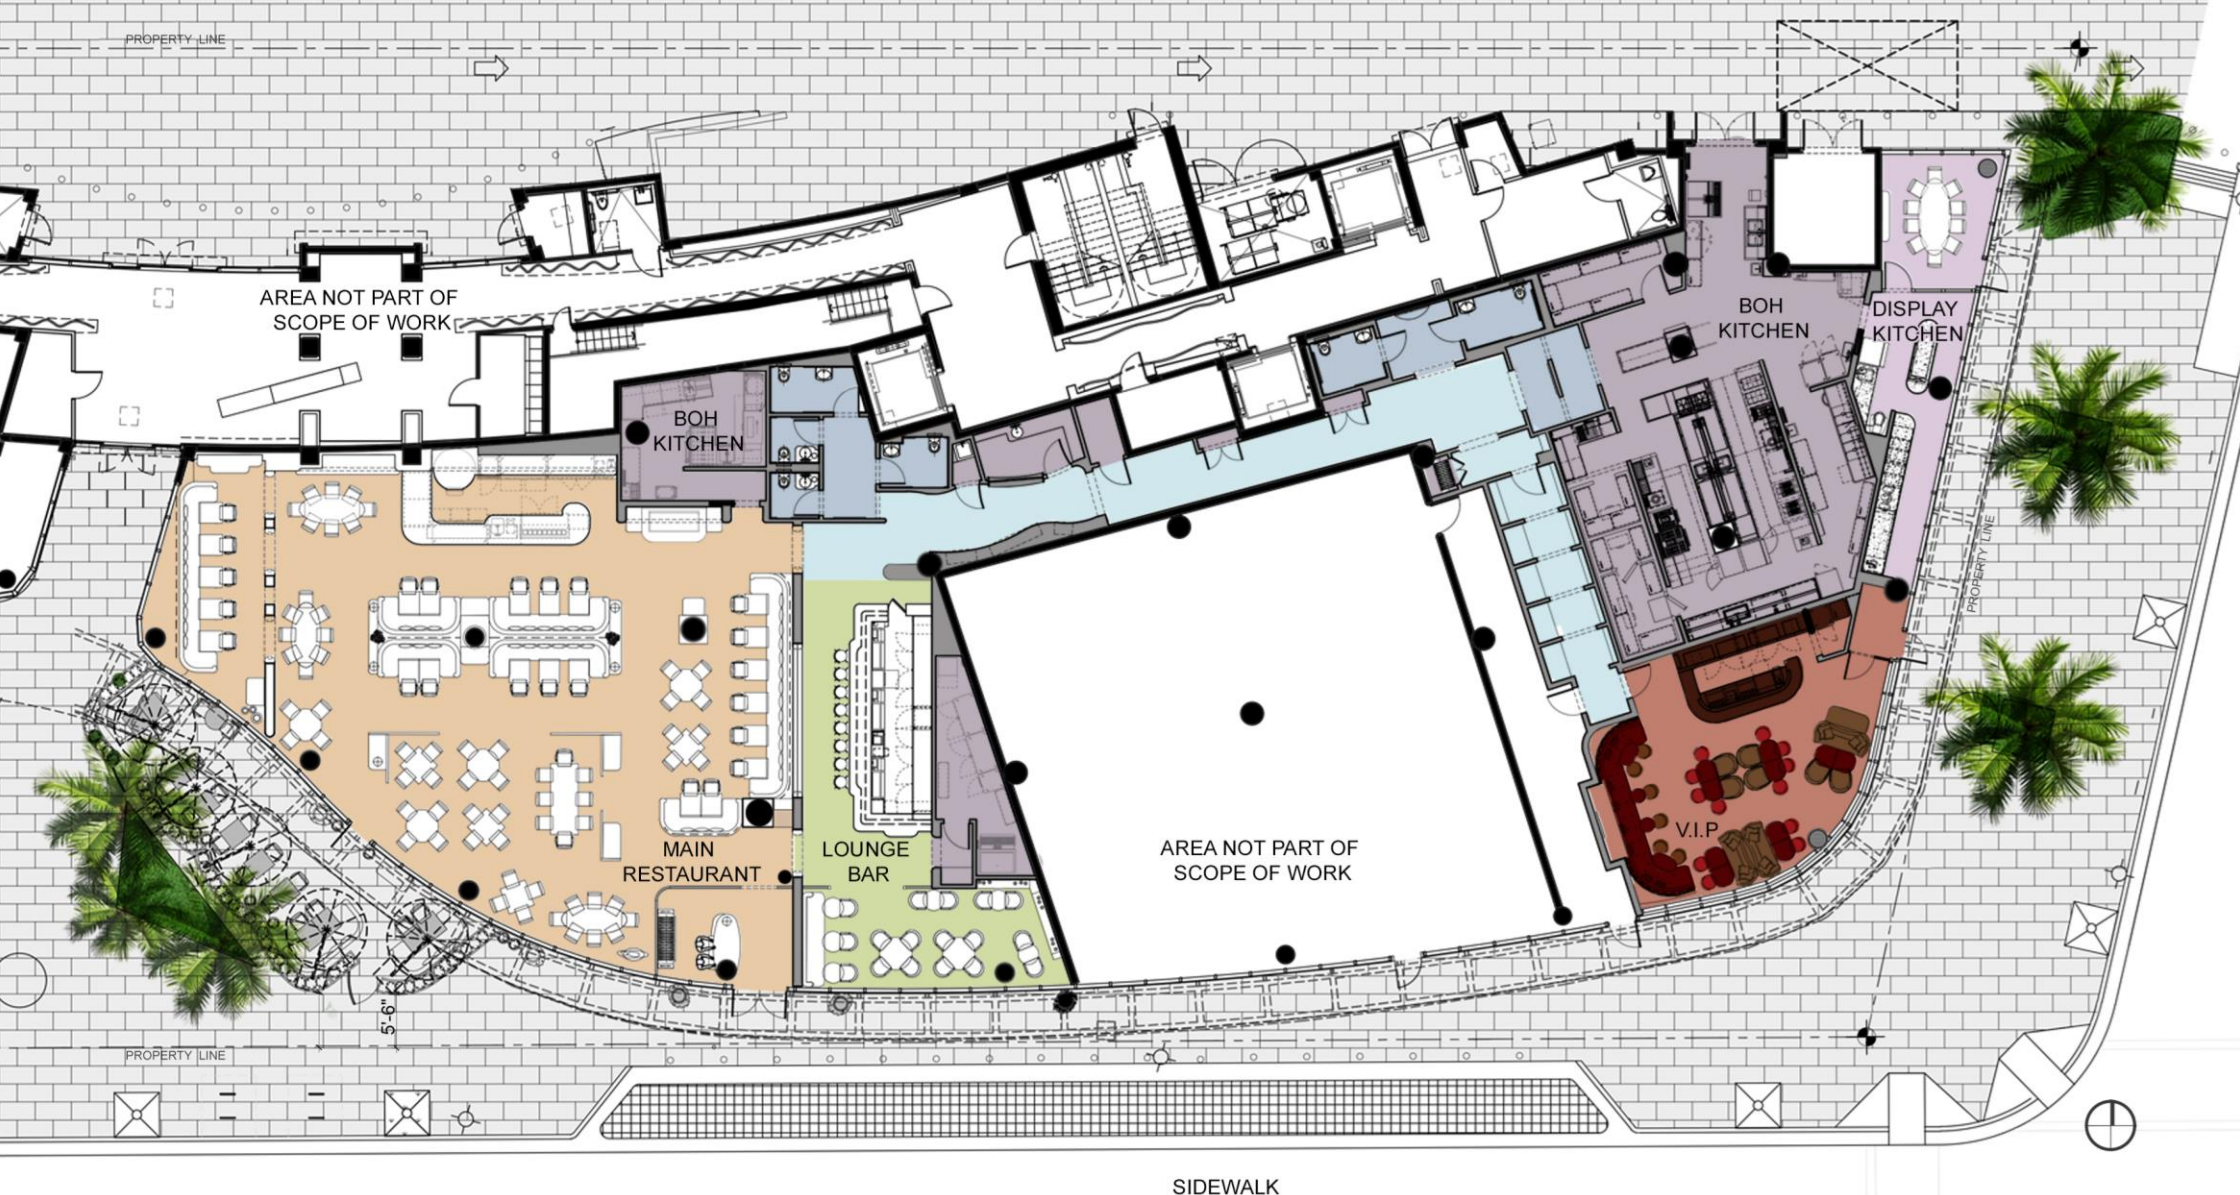 PROPERTY LINE
AREA NOT PART OF
SCOPE OF WORK
BOH
KITCHEN
DISPLAY
KITCHEN
BOH
KITCHEN
PROPERTY LINE
MAIN
RESTAURANT
LOUNGE
BAR
AREA NOT PART OF
SCOPE OF WORK
V.I.P
5'-6"
PROPERTY LINE
SIDEWALK